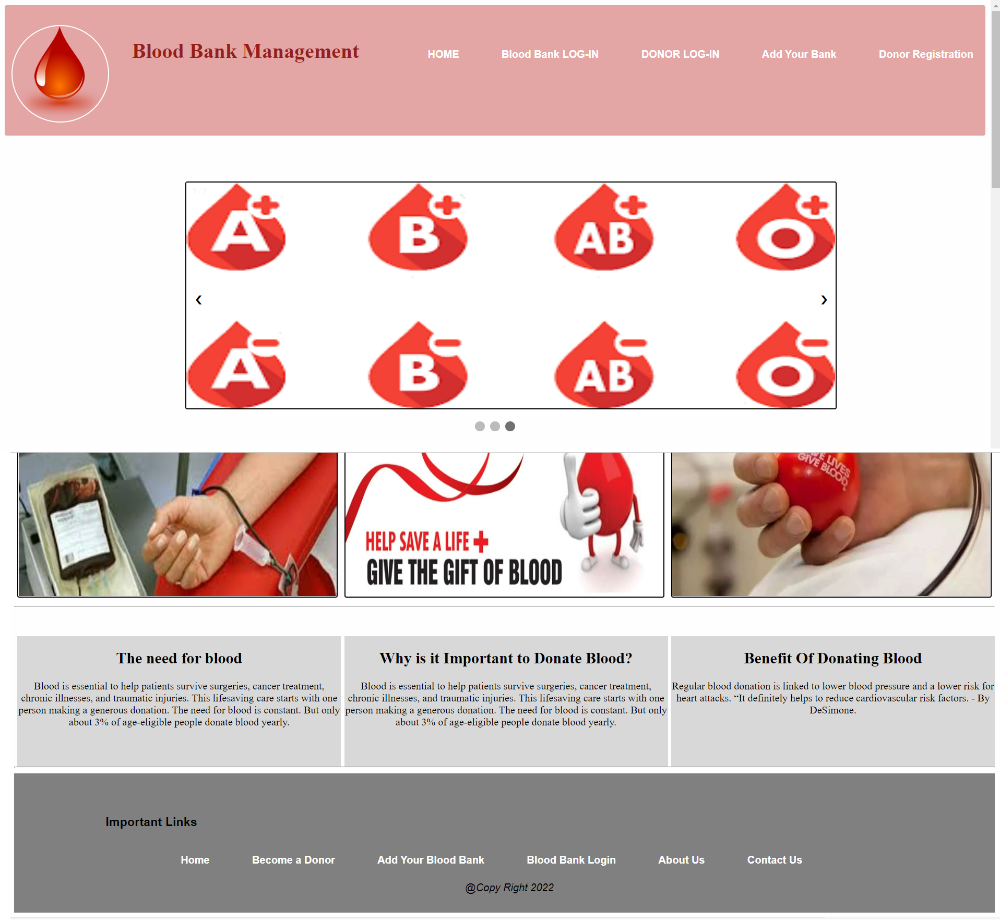 Blood Bank Management
HOME
Blood Bank LOG-IN
DONOR LOG-IN
Add Your Bank
Donor Registration
3 / 3
A+
B+
AB+
O+
❮
❯
A-
B-
AB-
O-
LIVES
GIVE BLOOD
HELP SAVE A LIFE +
GIVE THE GIFT OF BLOOD
The need for blood
Blood is essential to help patients survive surgeries, cancer treatment,
chronic illnesses, and traumatic injuries. This lifesaving care starts with one
person making a generous donation. The need for blood is constant. But only
about 3% of age-eligible people donate blood yearly.
Why is it Important to Donate Blood?
Blood is essential to help patients survive surgeries, cancer treatment,
chronic illnesses, and traumatic injuries. This lifesaving care starts with one
person making a generous donation. The need for blood is constant. But only
about 3% of age-eligible people donate blood yearly.
Benefit Of Donating Blood
Regular blood donation is linked to lower blood pressure and a lower risk for
heart attacks. “It definitely helps to reduce cardiovascular risk factors. - By
DeSimone.
Important Links
Home
Become a Donor
Add Your Blood Bank
Blood Bank Login
About Us
Contact Us
@Copy Right 2022